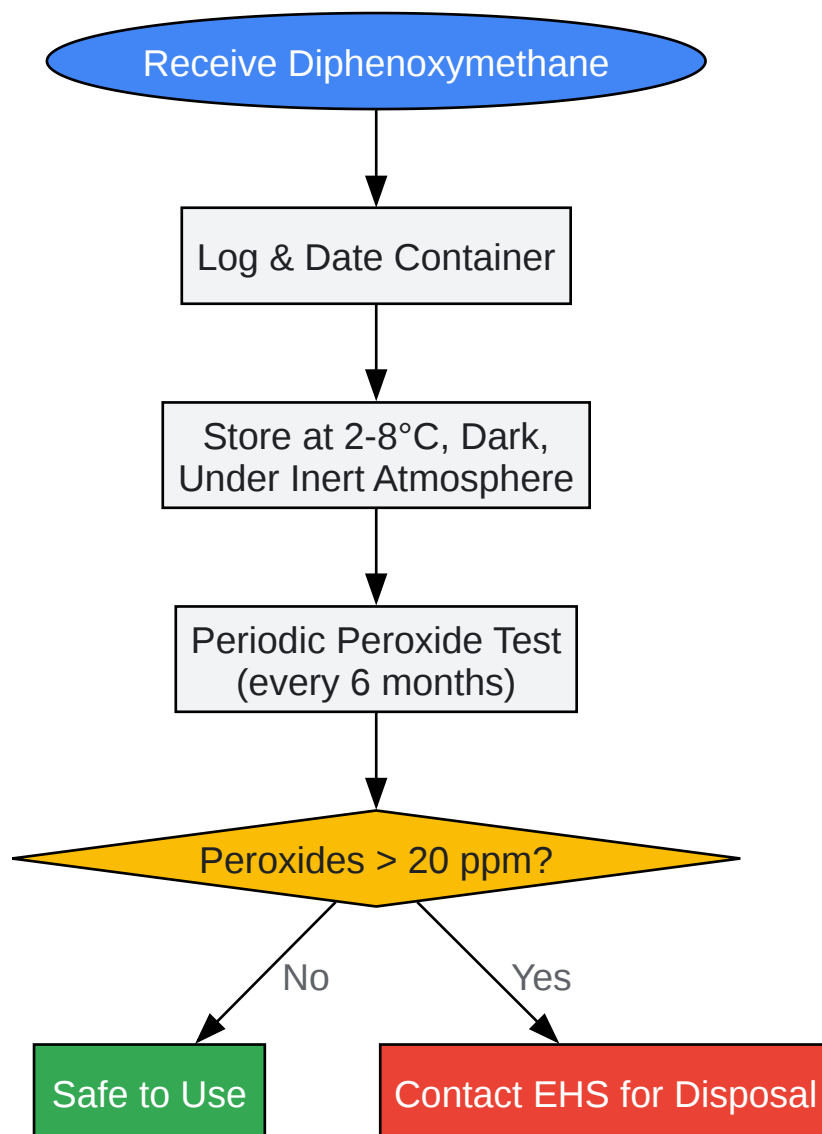 Receive Diphenoxymethane
Log & Date Container
Store at 2-8°C, Dark,
Under Inert Atmosphere
Periodic Peroxide Test
(every 6 months)
Peroxides > 20 ppm?
No
Yes
Safe to Use
Contact EHS for Disposal